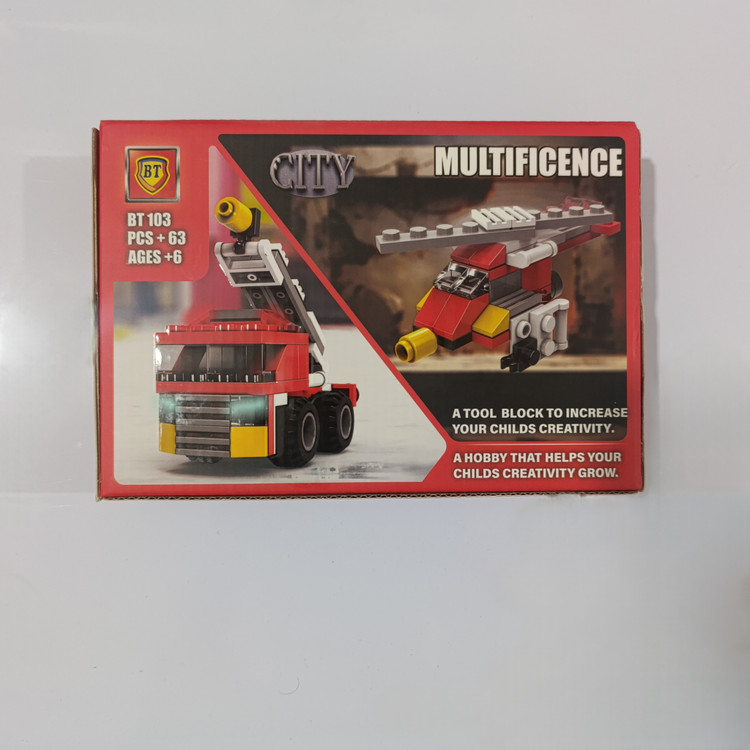 BT
BT 103
PCS + 63
AGES +6
CITY
MULTIFICENCE
A TOOL BLOCK TO INCREASE
YOUR CHILDS CREATIVITY.
A HOBBY THAT HELPS YOUR
CHILDS CREATIVITY GROW.